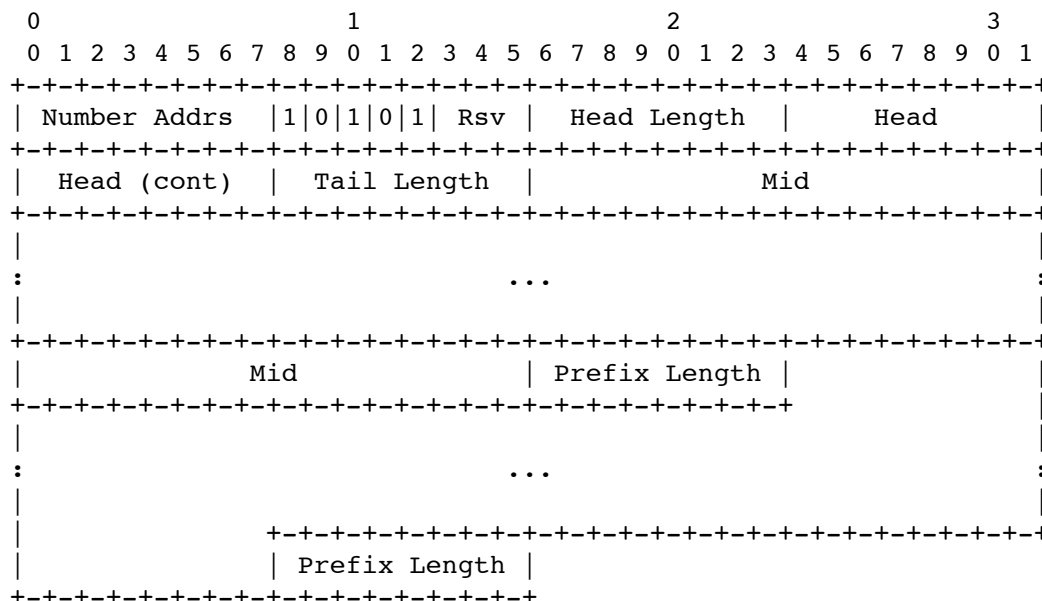 0                   1                   2                   3
 0 1 2 3 4 5 6 7 8 9 0 1 2 3 4 5 6 7 8 9 0 1 2 3 4 5 6 7 8 9 0 1
+-+-+-+-+-+-+-+-+-+-+-+-+-+-+-+-+-+-+-+-+-+-+-+-+-+-+-+-+-+-+-+-+
| Number Addrs  |1|0|1|0|1| Rsv |  Head Length  |     Head      |
+-+-+-+-+-+-+-+-+-+-+-+-+-+-+-+-+-+-+-+-+-+-+-+-+-+-+-+-+-+-+-+-+
|  Head (cont)  |  Tail Length  |              Mid              |
+-+-+-+-+-+-+-+-+-+-+-+-+-+-+-+-+-+-+-+-+-+-+-+-+-+-+-+-+-+-+-+-+
|                                                               |
:                              ...                              :
|                                                               |
+-+-+-+-+-+-+-+-+-+-+-+-+-+-+-+-+-+-+-+-+-+-+-+-+-+-+-+-+-+-+-+-+
|              Mid              | Prefix Length |               |
+-+-+-+-+-+-+-+-+-+-+-+-+-+-+-+-+-+-+-+-+-+-+-+-+               |
|                                                               |
:                              ...                              :
|                                                               |
|               +-+-+-+-+-+-+-+-+-+-+-+-+-+-+-+-+-+-+-+-+-+-+-+-+
|               | Prefix Length |
+-+-+-+-+-+-+-+-+-+-+-+-+-+-+-+-+